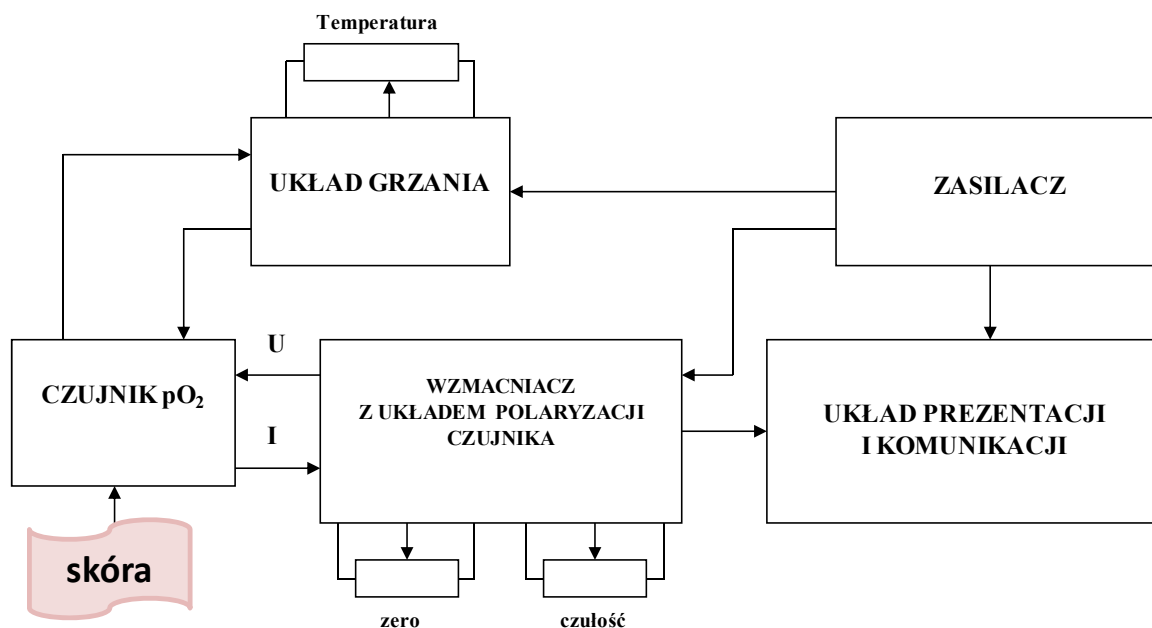 Temperatura
UKŁAD GRZANIA
ZASILACZ
U
CZUJNIK pO₂
I
WZMACNIACZ
Z UKŁADEM POLARYZACJI
CZUJNIKA
UKŁAD PREZENTACJI
I KOMUNIKACJI
skóra
zero
czułość